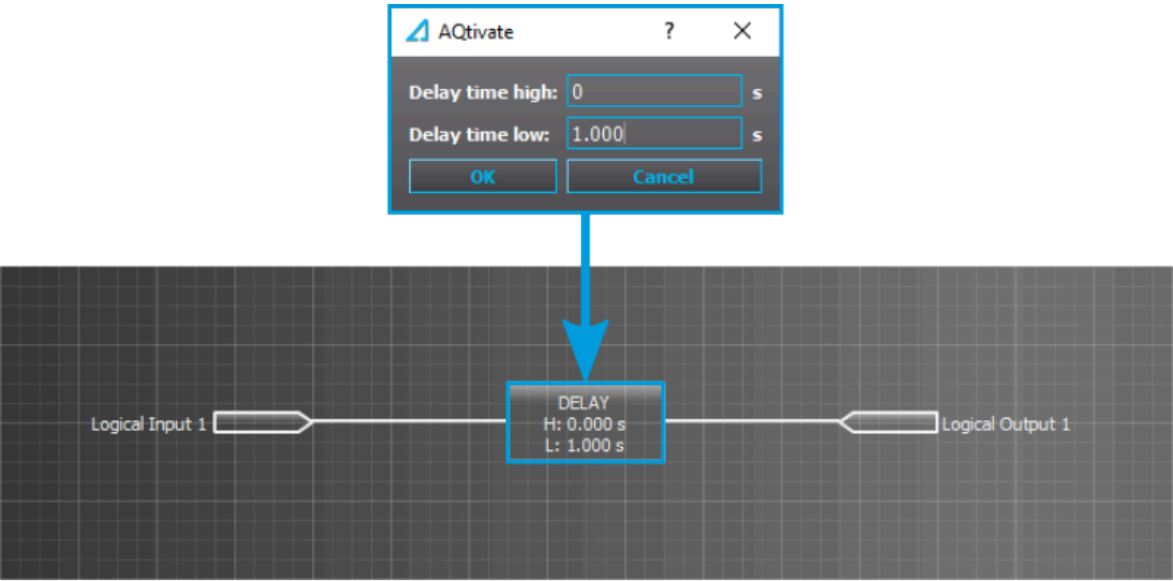 AQtivate ?
Delay time high: 0 s
Delay time low: 1.000 s
OK Cancel
DELAY
Logical Input 1 H: 0.000 s Logical Output 1
L: 1.000 s